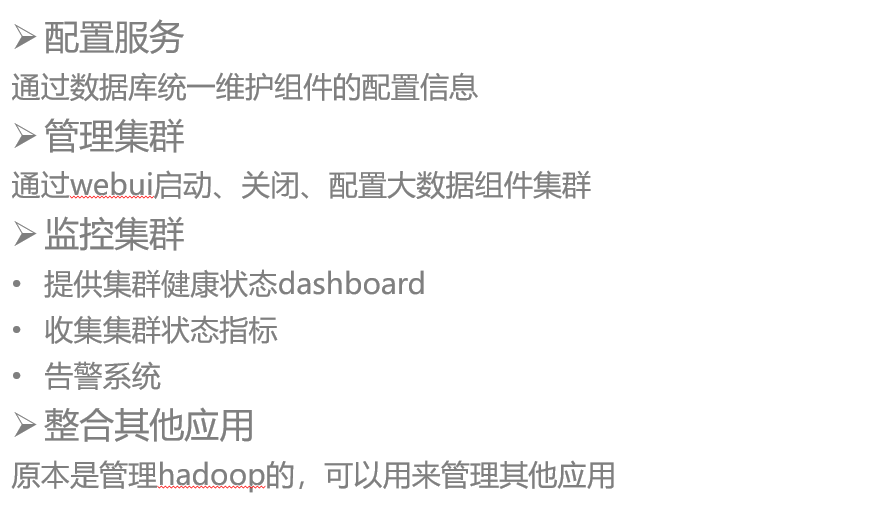 ➢配置服务
通过数据库统一维护组件的配置信息
➢管理集群
通过webui启动、关闭、配置大数据组件集群
➢监控集群
• 提供集群健康状态dashboard
• 收集集群状态指标
• 告警系统
➢整合其他应用
原本是管理hadoop的，可以用来管理其他应用